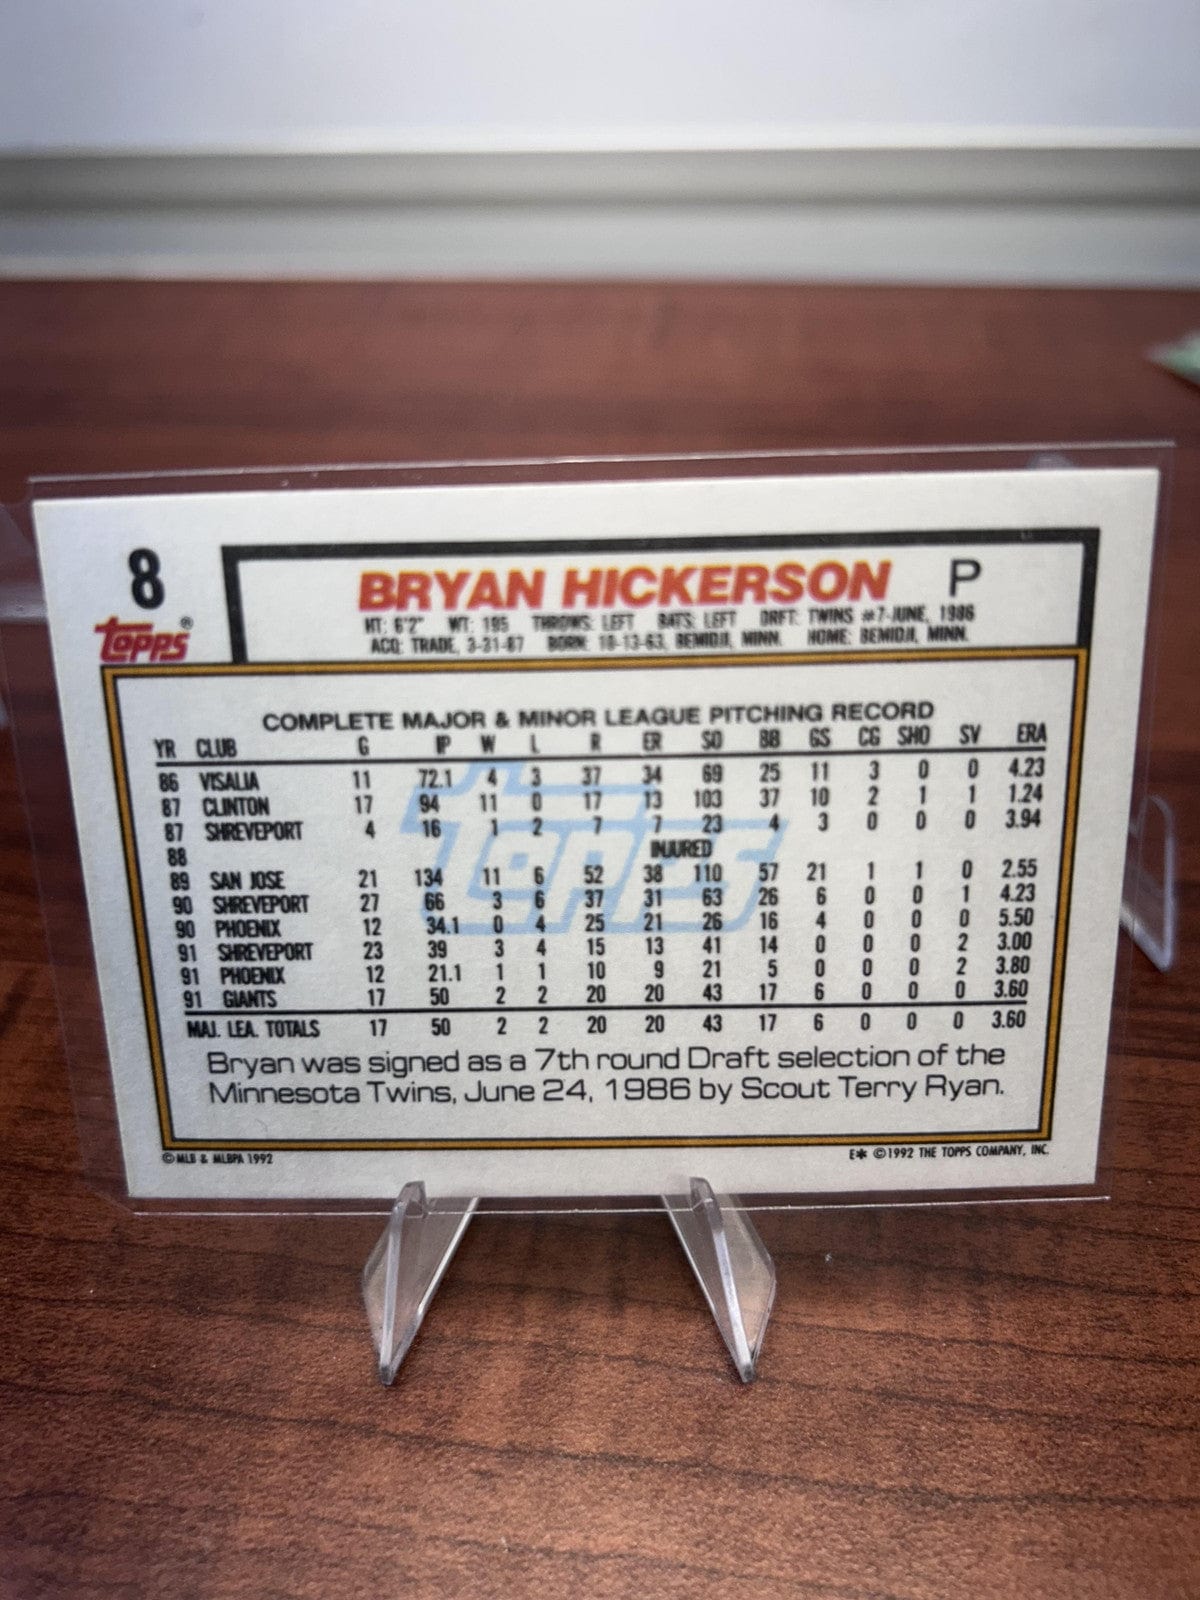 8
TOPPS®
BRYAN HICKERSON P
HT: 6'2" WT: 195 THROWS: LEFT BATS: LEFT DRFT: TWINS #7-JUNE, 1986
ACQ: TRADE, 3-31-87 BORN: 10-13-63, BEMIDJI, MINN. HOME: BEMIDJI, MINN.
COMPLETE MAJOR & MINOR LEAGUE PITCHING RECORD
YR CLUB G IP W L R ER SO BB GS CG SHO SV ERA
86 VISALIA 11 72.1 4 3 37 34 69 25 11 3 0 0 4.23
87 CLINTON 17 94 11 0 17 13 103 37 10 2 1 1 1.24
87 SHREVEPORT 4 16 1 2 7 7 23 4 3 0 0 0 3.94
88 INJURED
89 SAN JOSE 21 134 11 6 52 38 110 57 21 1 1 0 2.55
90 SHREVEPORT 27 66 3 6 37 31 63 26 6 0 0 1 4.23
90 PHOENIX 12 34.1 0 4 25 21 26 16 4 0 0 0 5.50
91 SHREVEPORT 23 39 3 4 15 13 41 14 0 0 0 2 3.00
91 PHOENIX 12 21.1 1 1 10 9 21 5 0 0 0 2 3.80
91 GIANTS 17 50 2 2 20 20 43 17 6 0 0 0 3.60
MAJ. LEA. TOTALS 17 50 2 2 20 20 43 17 6 0 0 0 3.60
Topps
Bryan was signed as a 7th round Draft selection of the
Minnesota Twins, June 24, 1986 by Scout Terry Ryan.
© MLB & MLBPA 1992 E* © 1992 THE TOPPS COMPANY, INC.